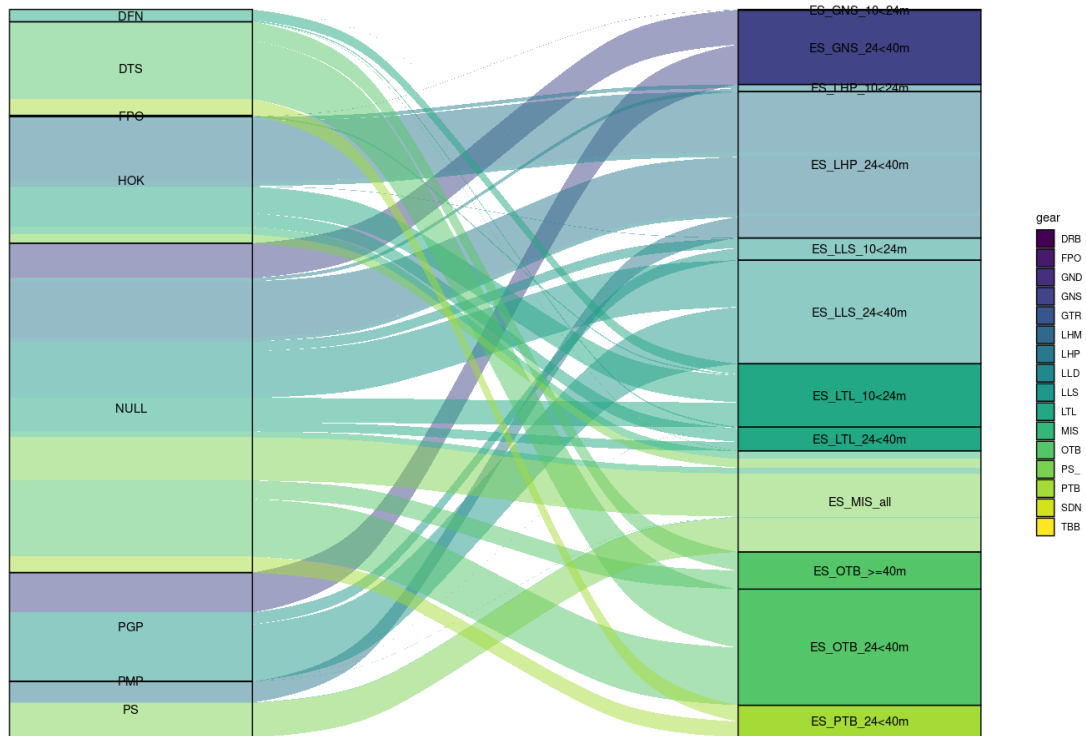 DFN
DTS
FPO
HOK
NULL
PGP
PMP
PS
ES_GNS_10<24m
ES_GNS_24<40m
ES_LHP_10<24m
ES_LHP_24<40m
ES_LLS_10<24m
ES_LLS_24<40m
ES_LTL_10<24m
ES_LTL_24<40m
ES_MIS_all
ES_OTB_>=40m
ES_OTB_24<40m
ES_PTB_24<40m
gear
DRB
FPO
GND
GNS
GTR
LHM
LHP
LLD
LLS
LTL
MIS
OTB
PS_
PTB
SDN
TBB